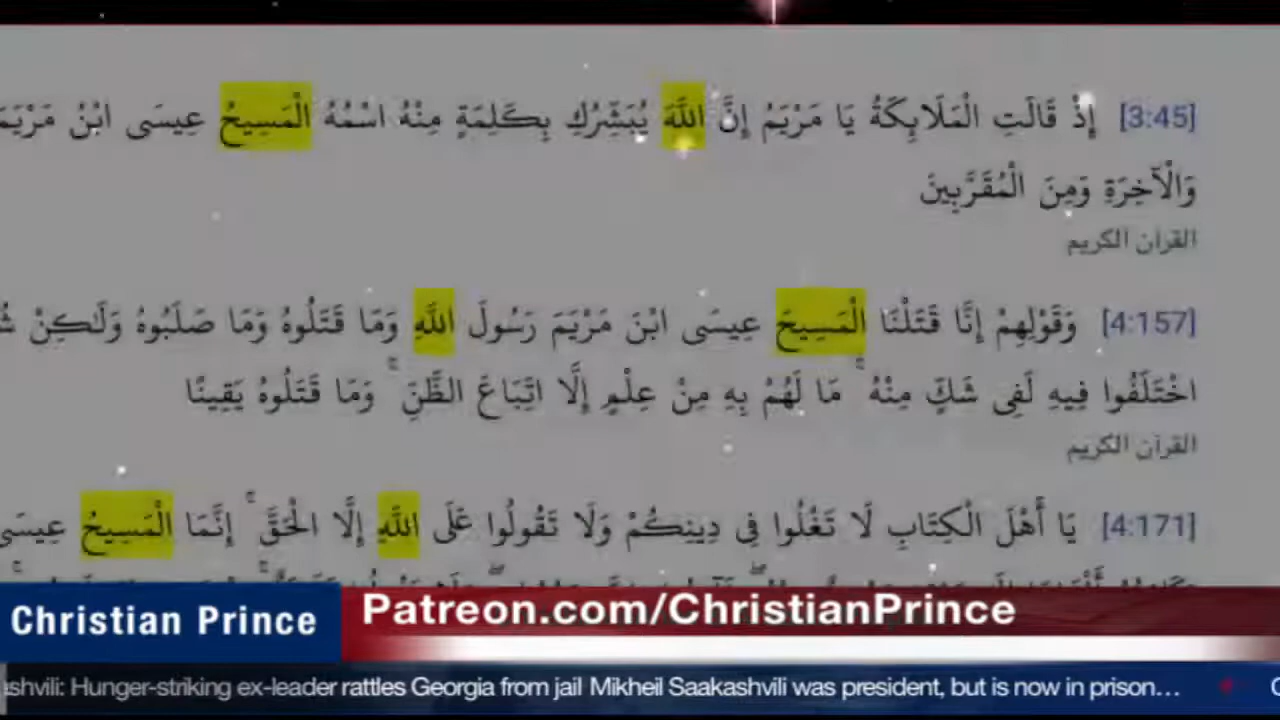 [3:45] إِذْ قَالَتِ الْمَلَائِكَةُ يَا مَرْيَمُ إِنَّ اللَّهَ يُبَشِّرُكِ بِكَلِمَةٍ مِنْهُ اسْمُهُ الْمَسِيحُ عِيسَى ابْنُ مَرْيَمَ
وَالْآخِرَةِ وَمِنَ الْمُقَرَّبِينَ
القرآن الكريم
[4:157] وَقَوْلِهِمْ إِنَّا قَتَلْنَا الْمَسِيحَ عِيسَى ابْنَ مَرْيَمَ رَسُولَ اللَّهِ وَمَا قَتَلُوهُ وَمَا صَلَبُوهُ وَلَٰكِنْ
اخْتَلَفُوا فِيهِ لَفِي شَكٍّ مِنْهُ ۚ مَا لَهُمْ بِهِ مِنْ عِلْمٍ إِلَّا اتِّبَاعَ الظَّنِّ ۚ وَمَا قَتَلُوهُ يَقِينًا
القرآن الكريم
[4:171] يَا أَهْلَ الْكِتَابِ لَا تَغْلُوا فِي دِينِكُمْ وَلَا تَقُولُوا عَلَى اللَّهِ إِلَّا الْحَقَّ ۚ إِنَّمَا الْمَسِيحُ عِيسَى
Christian Prince
Patreon.com/ChristianPrince
shvili: Hunger-striking ex-leader rattles Georgia from jail Mikheil Saakashvili was president, but is now in prison…